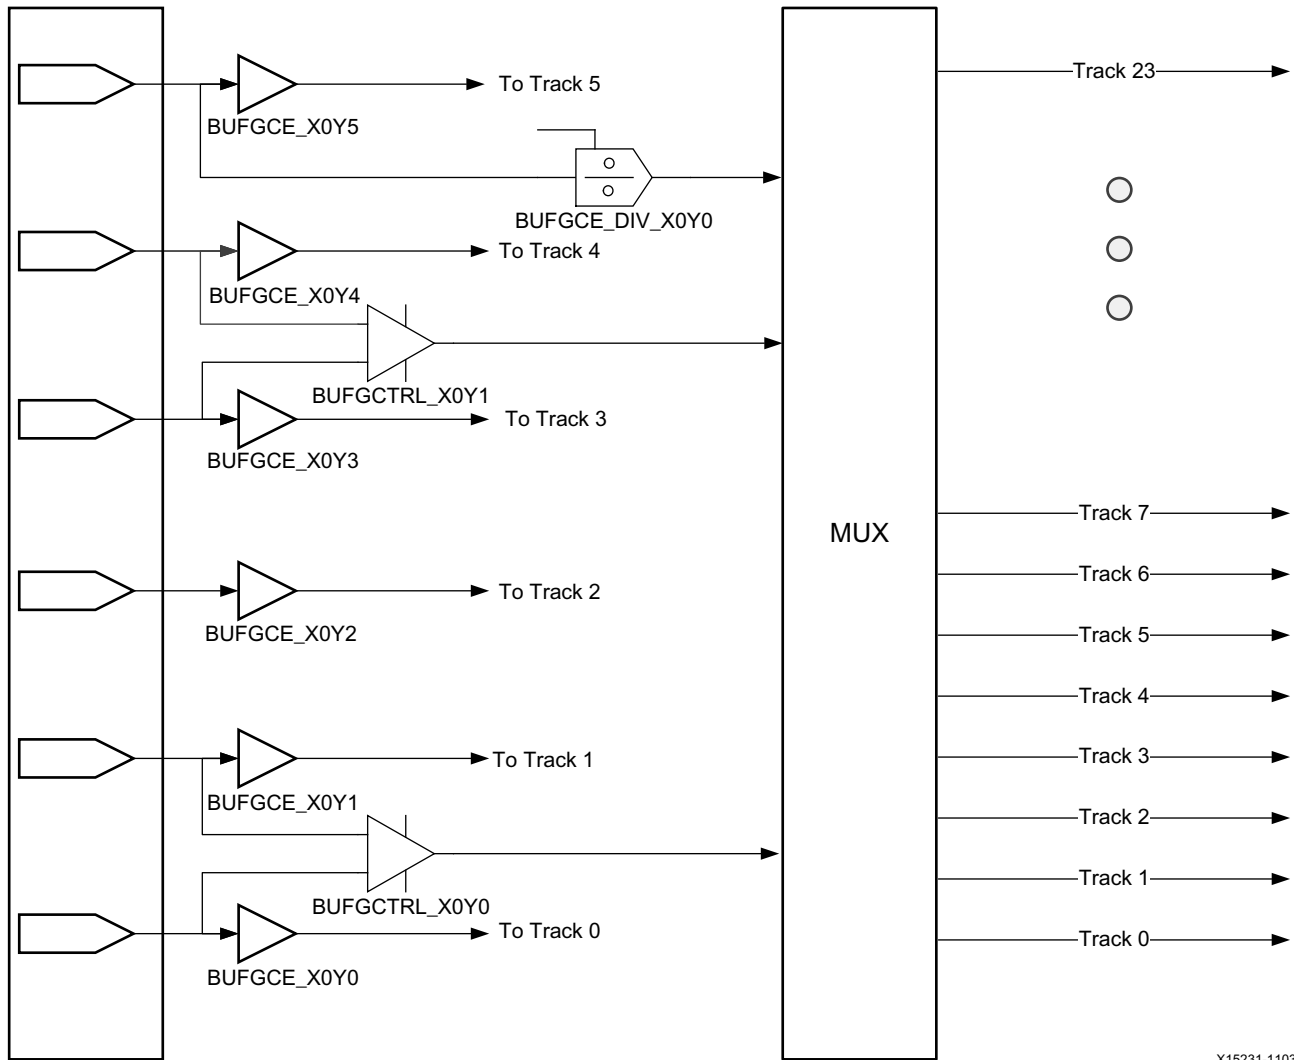 To Track 5
BUFGCE_X0Y5
BUFGCE_DIV_X0Y0
To Track 4
BUFGCE_X0Y4
BUFGCTRL_X0Y1
To Track 3
BUFGCE_X0Y3
To Track 2
BUFGCE_X0Y2
To Track 1
BUFGCE_X0Y1
BUFGCTRL_X0Y0
To Track 0
BUFGCE_X0Y0
MUX
Track 23
Track 7
Track 6
Track 5
Track 4
Track 3
Track 2
Track 1
Track 0